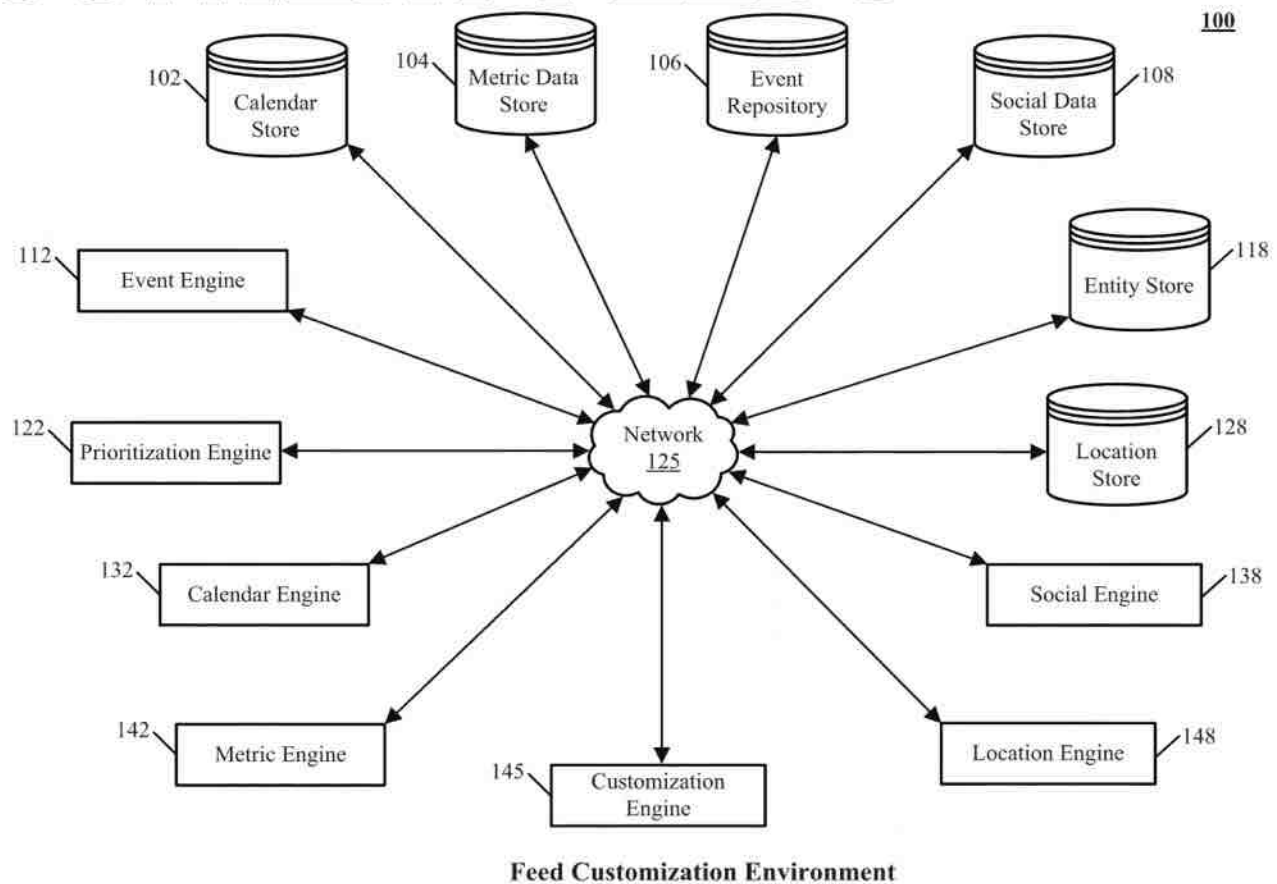 100
102
Calendar
Store
104
Metric Data
Store
106
Event
Repository
Social Data
Store
108
112
Event Engine
Entity Store
118
122
Prioritization Engine
Network
125
Location
Store
128
132
Calendar Engine
Social Engine
138
142
Metric Engine
145
Customization
Engine
Location Engine
148
Feed Customization Environment